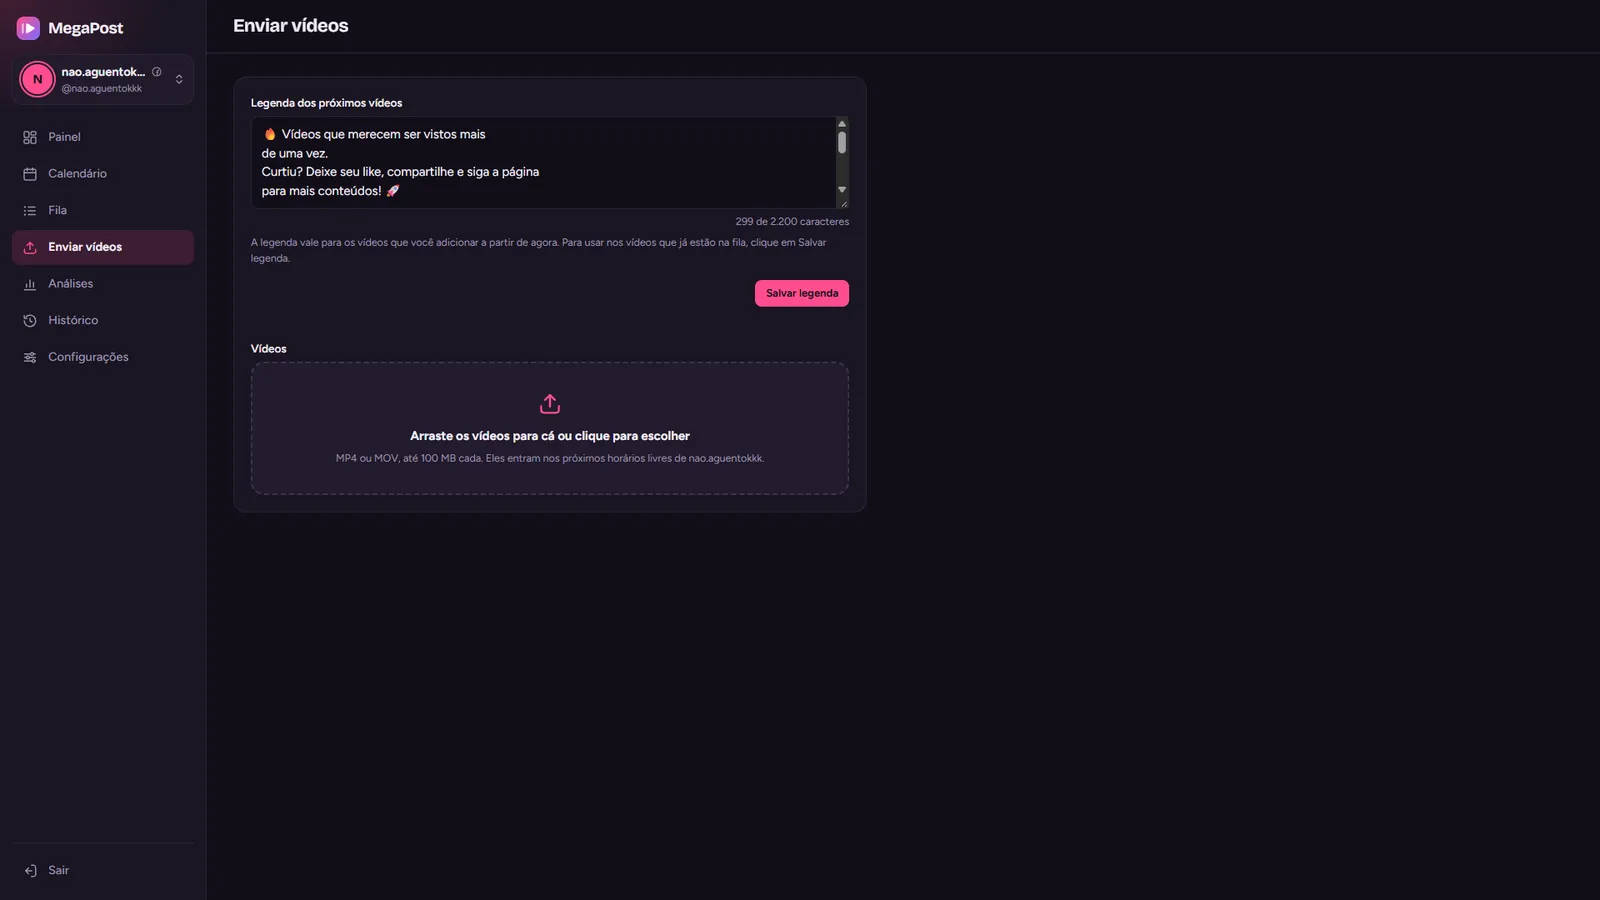 MegaPost
nao.aguentok...
@nao.aguentokkk
Painel
Calendário
Fila
Enviar vídeos
Análises
Histórico
Configurações
Sair
Enviar vídeos
Legenda dos próximos vídeos
🔥 Vídeos que merecem ser vistos mais
de uma vez.
Curtiu? Deixe seu like, compartilhe e siga a página
para mais conteúdos! 🚀
299 de 2.200 caracteres
A legenda vale para os vídeos que você adicionar a partir de agora. Para usar nos vídeos que já estão na fila, clique em Salvar
legenda.
Salvar legenda
Vídeos
Arraste os vídeos para cá ou clique para escolher
MP4 ou MOV, até 100 MB cada. Eles entram nos próximos horários livres de nao.aguentokkk.